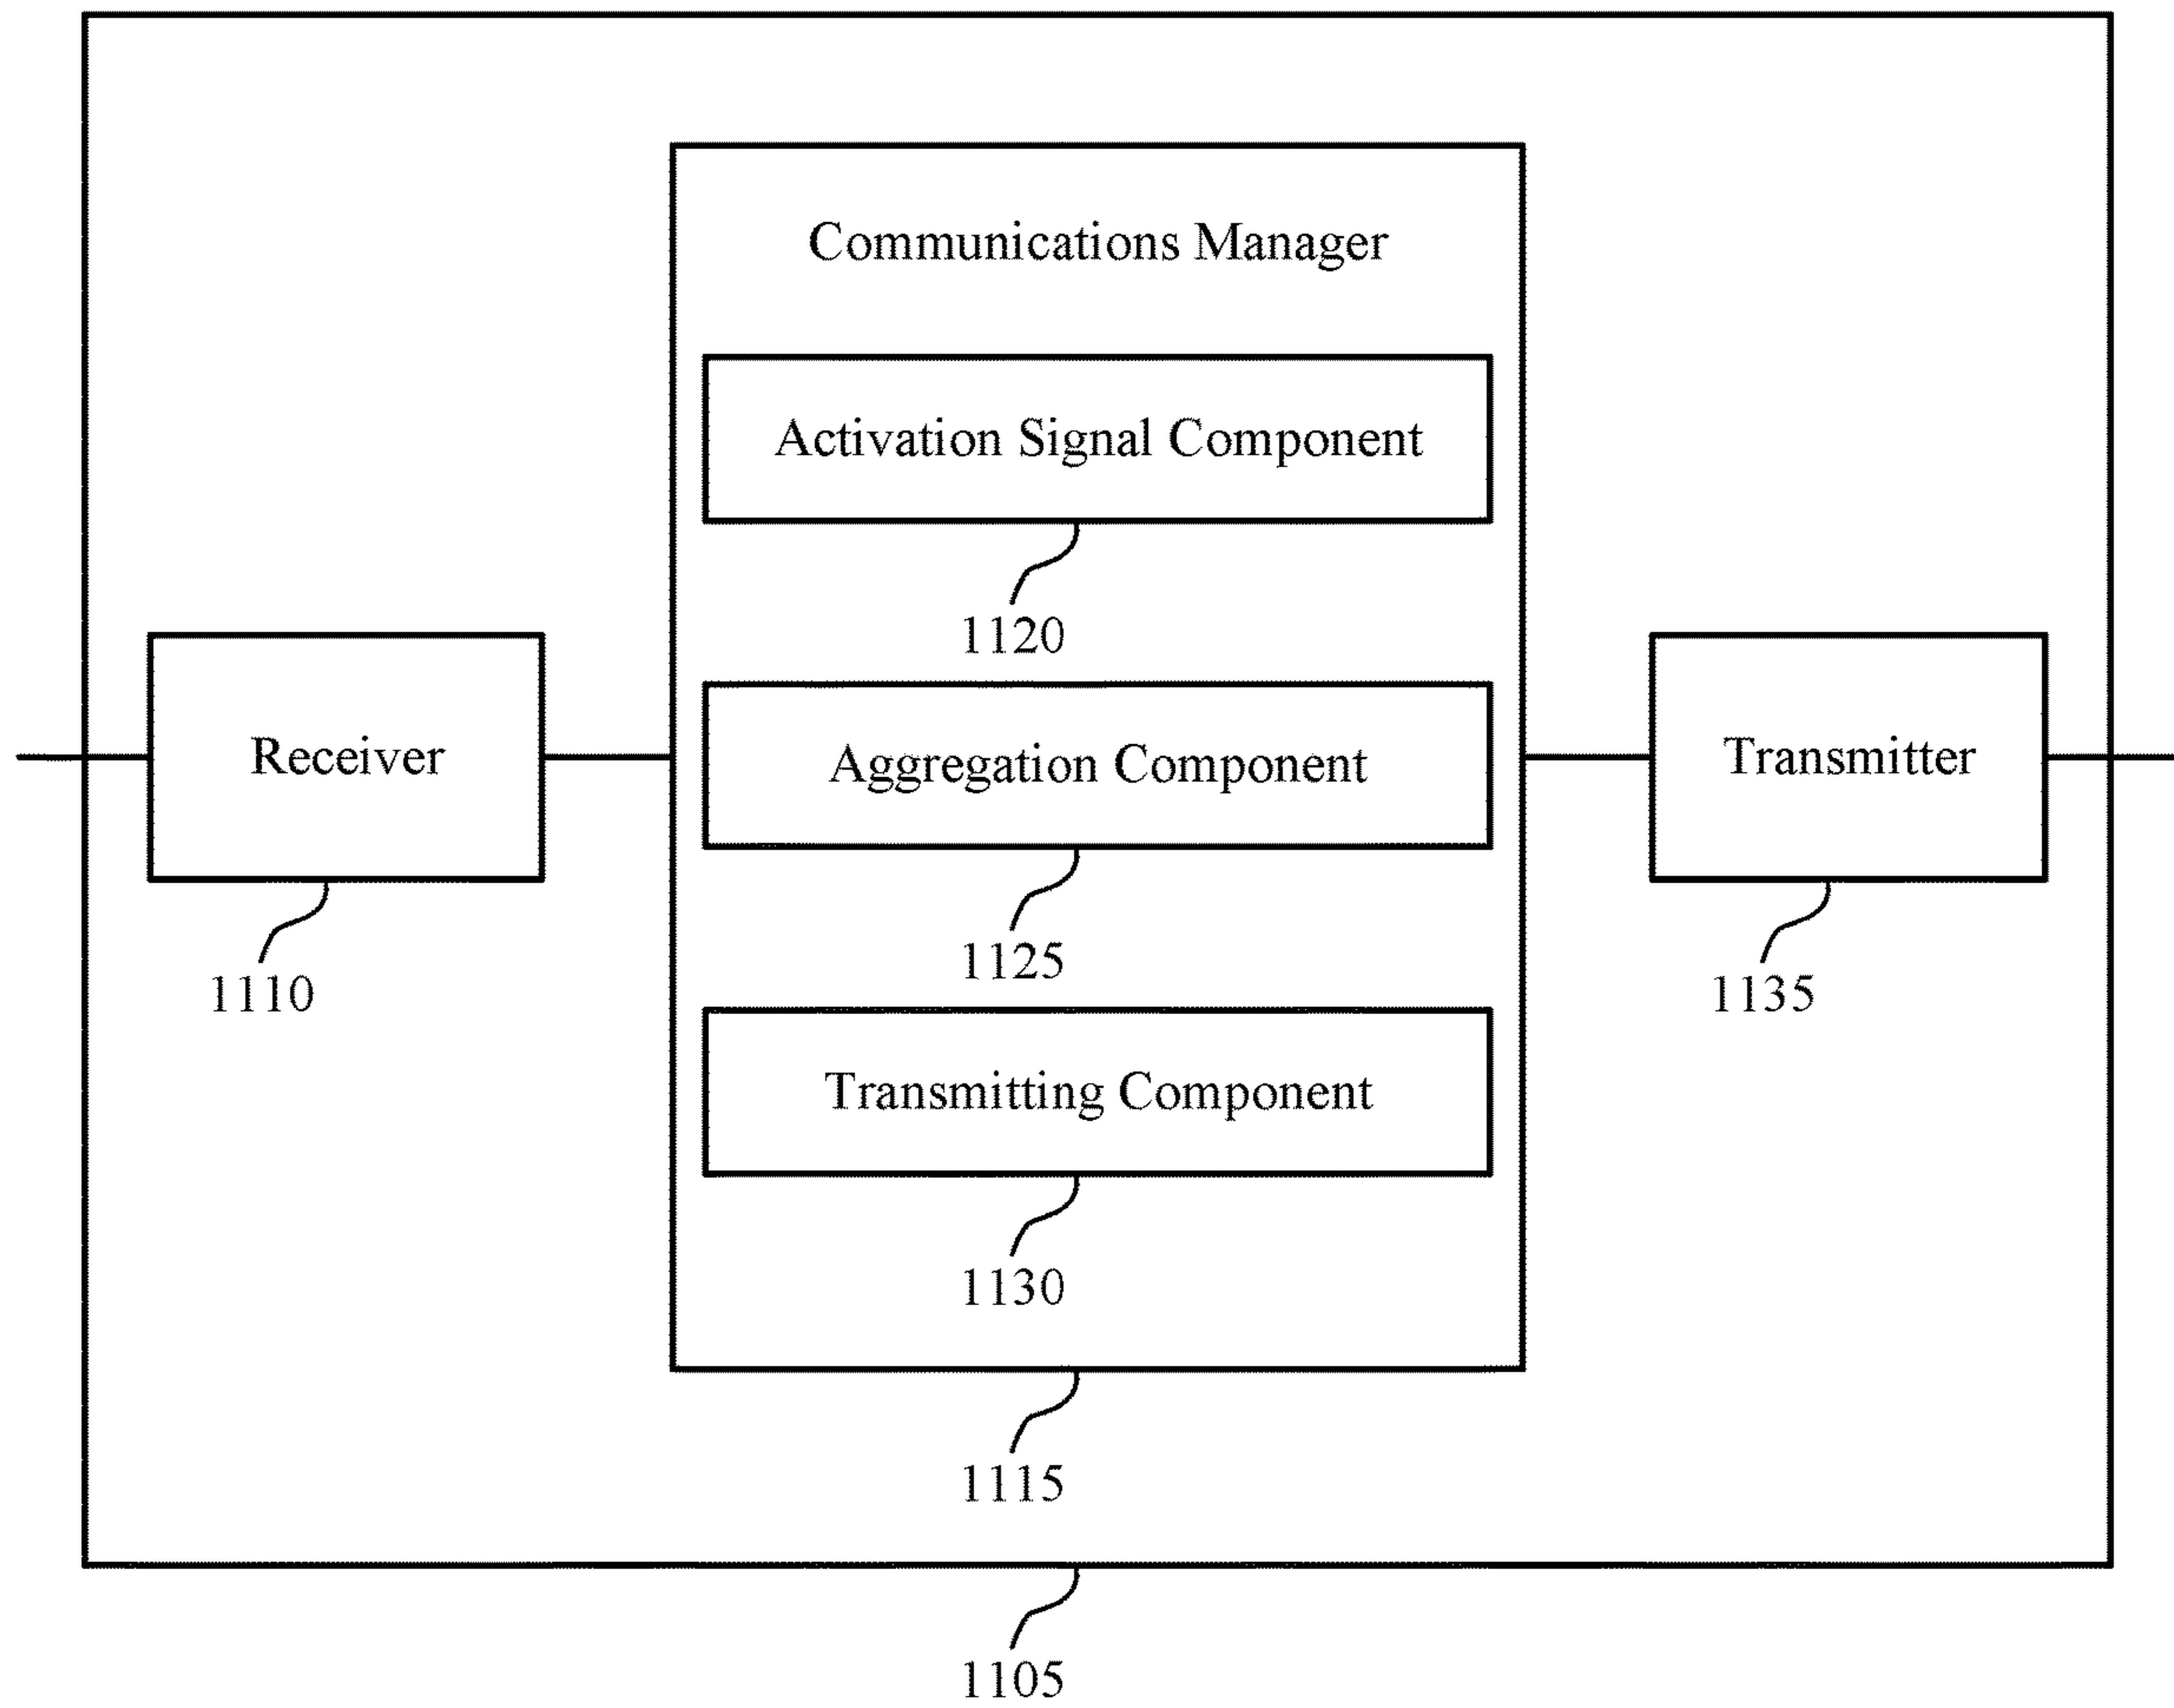 Communications Manager
Activation Signal Component
1120
Receiver
1110
Aggregation Component
1125
Transmitter
1135
Transmitting Component
1130
1115
1105